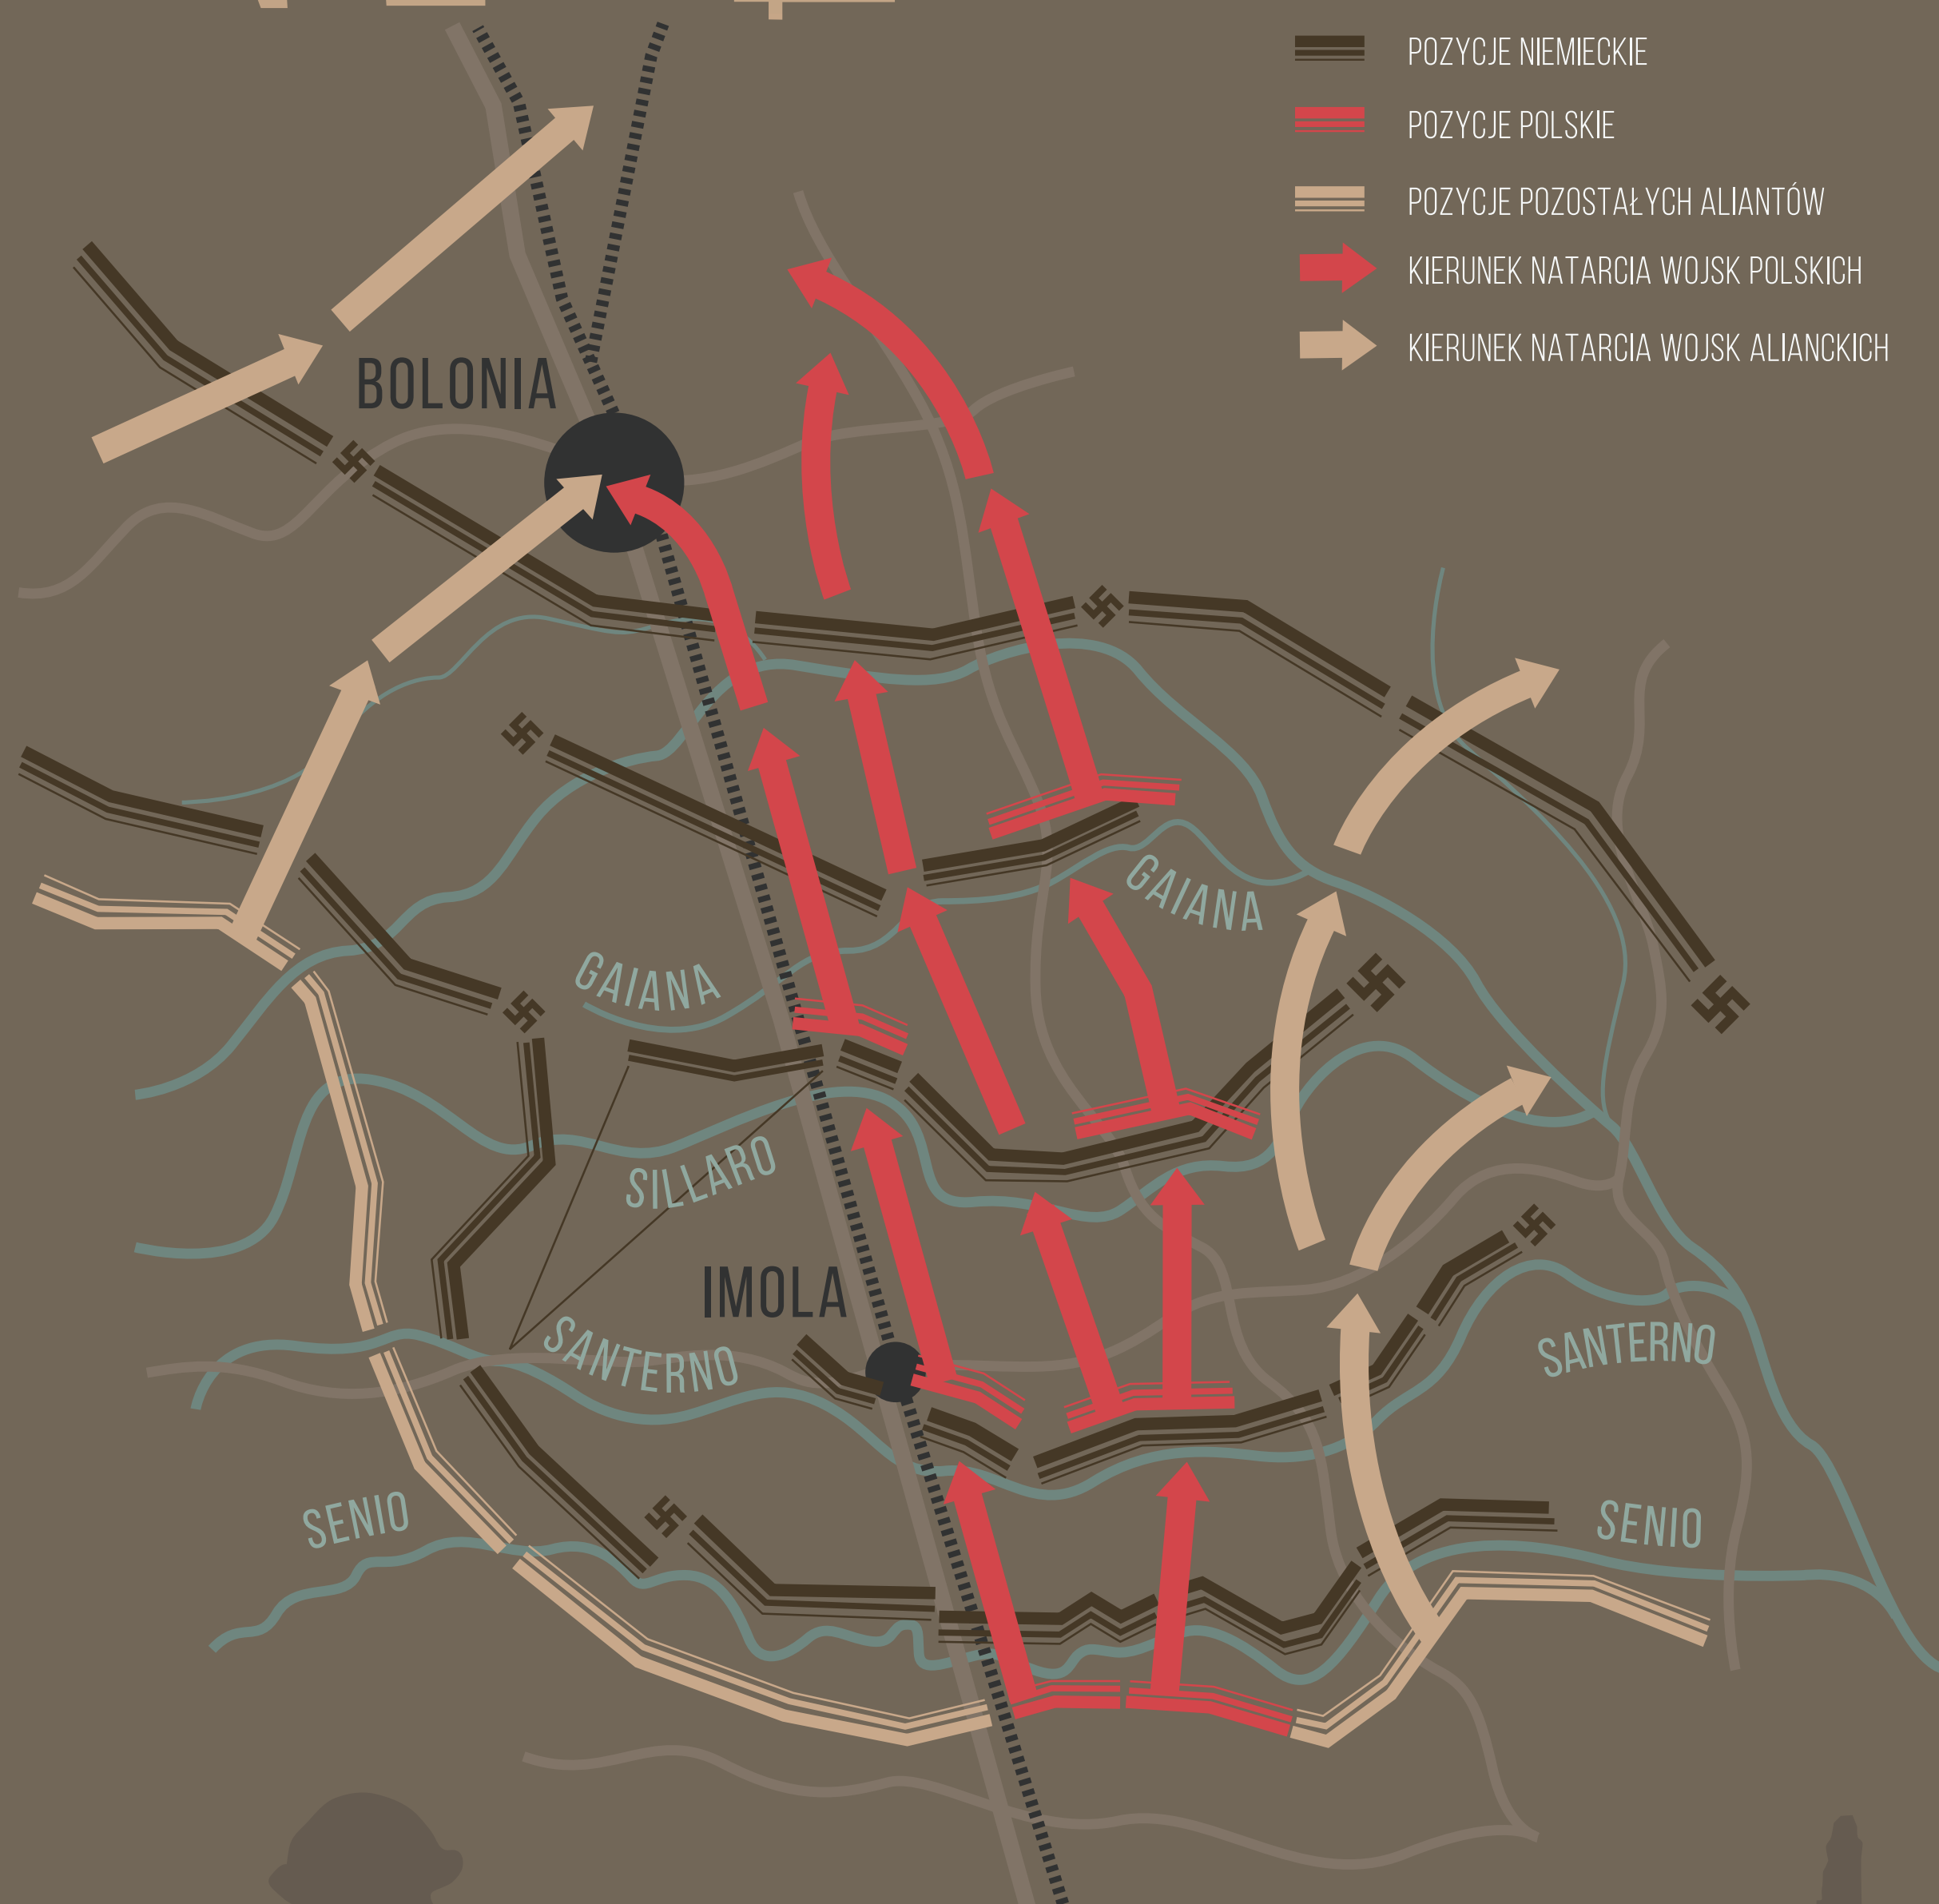 POZYCJE NIEMIECKIE
POZYCJE POLSKIE
POZYCJE POZOSTAŁYCH ALIANTÓW
KIERUNEK NATARCIA WOJSK POLSKICH
KIERUNEK NATARCIA WOJSK ALIANCKICH
BOLONIA
GAIANA
GAIANA
SILLARO
IMOLA
SANTERNO
SANTERNO
SENIO
SENIO